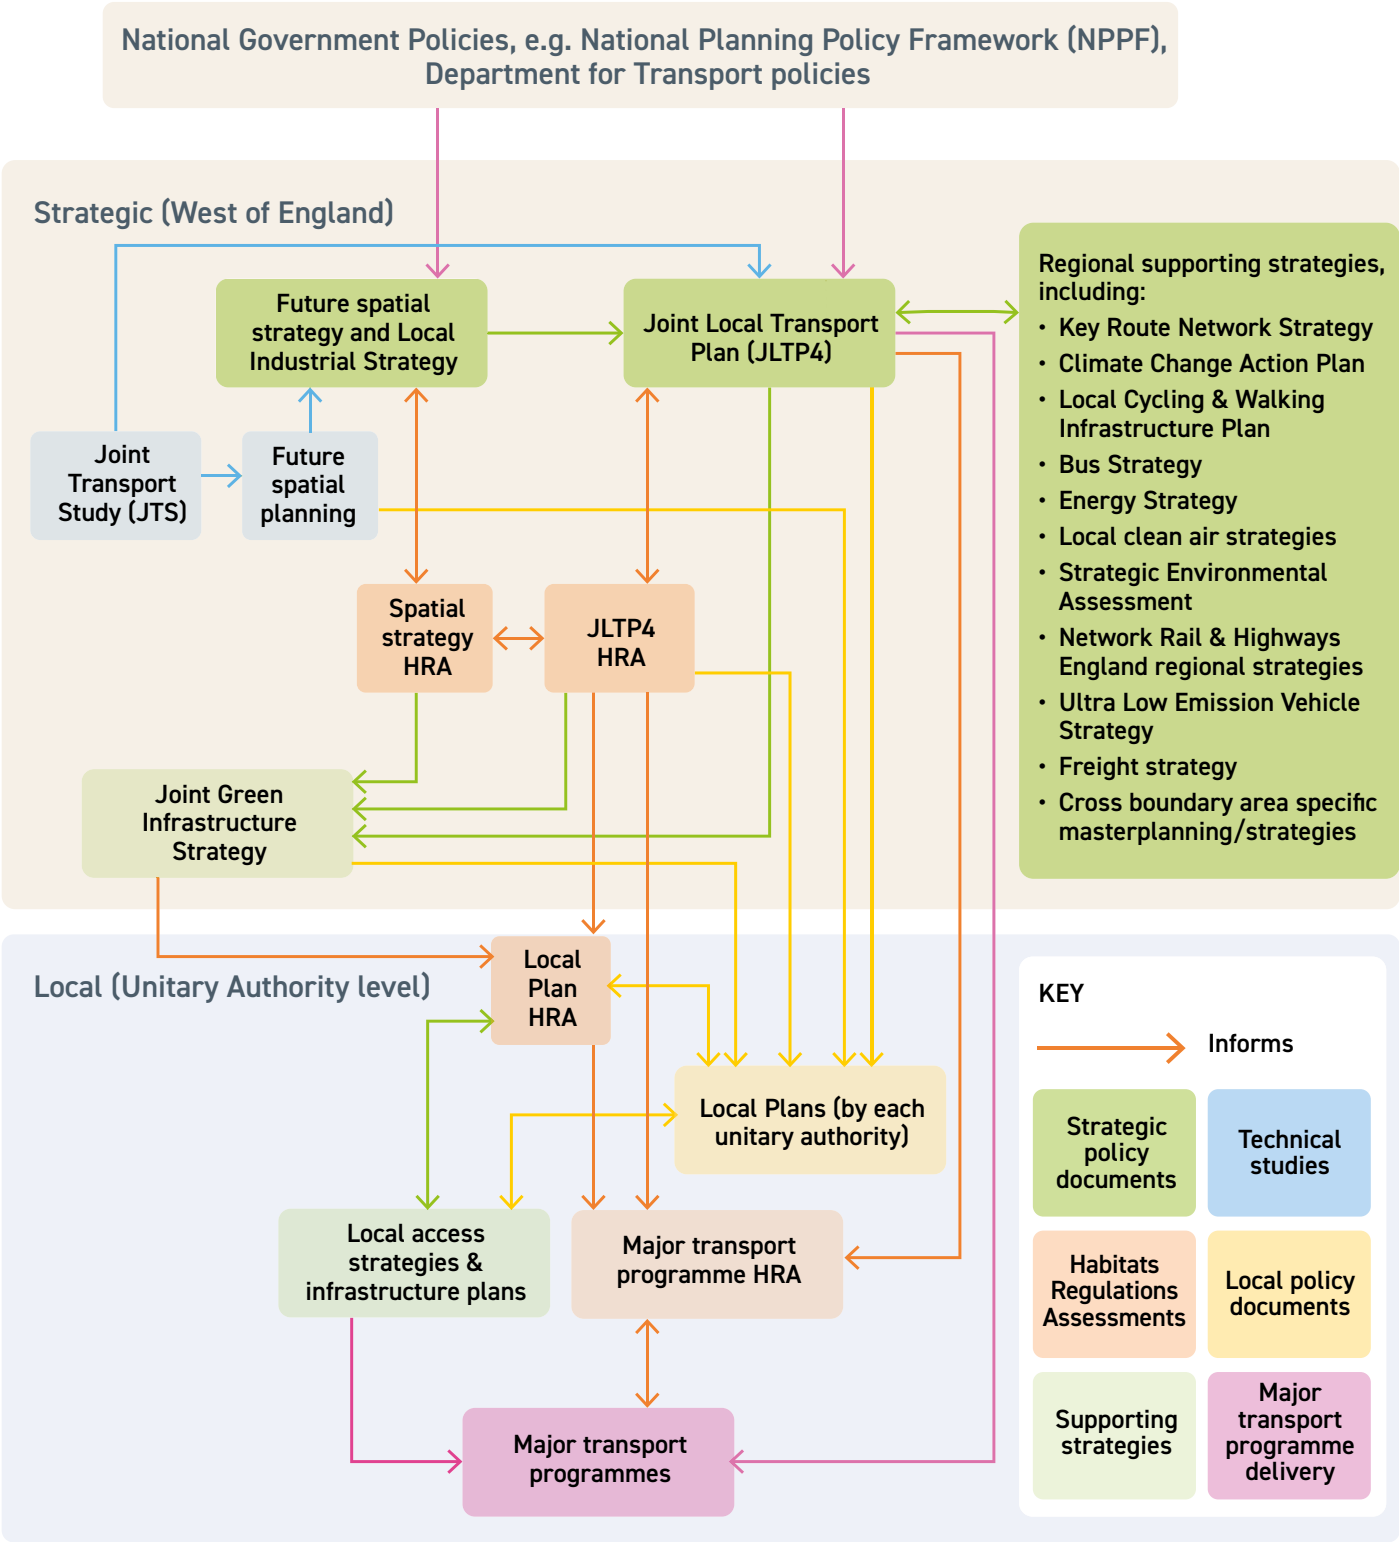 National Government Policies, e.g. National Planning Policy Framework (NPPF),
Department for Transport policies
Strategic (West of England)
Future spatial
strategy and Local
Industrial Strategy
Joint Local Transport
Plan (JLTP4)
Regional supporting strategies,
including:
• Key Route Network Strategy
• Climate Change Action Plan
• Local Cycling & Walking
Infrastructure Plan
• Bus Strategy
• Energy Strategy
• Local clean air strategies
• Strategic Environmental
Assessment
• Network Rail & Highways
England regional strategies
• Ultra Low Emission Vehicle
Strategy
• Freight strategy
• Cross boundary area specific
masterplanning/strategies
Joint
Transport
Study (JTS)
Future
spatial
planning
Spatial
strategy
HRA
JLTP4
HRA
Joint Green
Infrastructure
Strategy
Local (Unitary Authority level)
Local
Plan
HRA
Local Plans (by each
unitary authority)
Local access
strategies &
infrastructure plans
Major transport
programme HRA
Major transport
programmes
KEY
Informs
Strategic
policy
documents
Technical
studies
Habitats
Regulations
Assessments
Local policy
documents
Supporting
strategies
Major
transport
programme
delivery